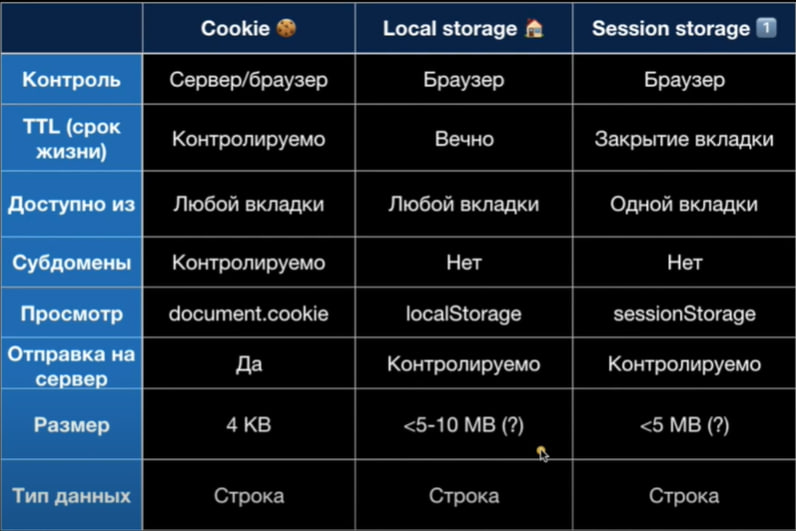 Cookie 🍪 Local storage 🏠 Session storage 1️⃣
Контроль Сервер/браузер Браузер Браузер
TTL (срок
жизни) Контролируемо Вечно Закрытие вкладки
Доступно из Любой вкладки Любой вкладки Одной вкладки
Субдомены Контролируемо Нет Нет
Просмотр document.cookie localStorage sessionStorage
Отправка на
сервер Да Контролируемо Контролируемо
Размер 4 KB <5-10 MB (?) <5 MB (?)
Тип данных Строка Строка Строка